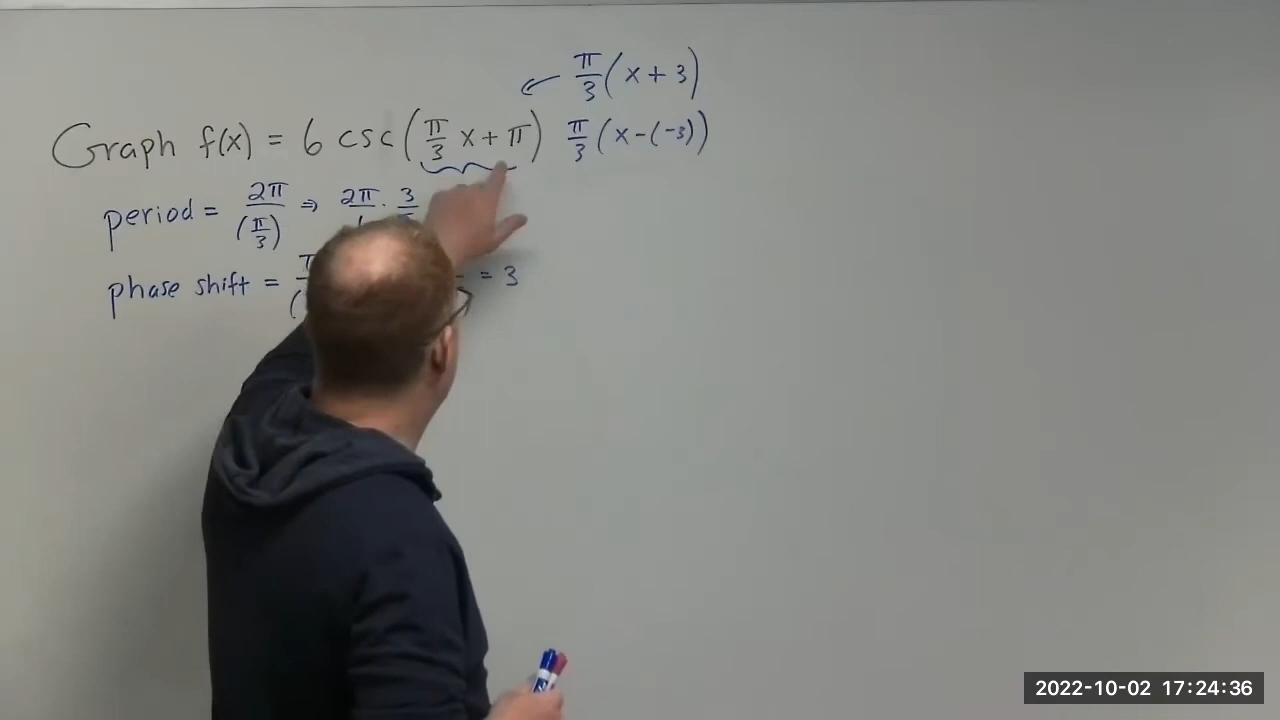 π/3 (x + 3)
Graph f(x) = 6 csc(π/3 x + π) π/3 (x - (-3))
period = 2π/(π/3) ⇒ 2π · 3
phase shift = = 3
2022-10-02 17:24:36